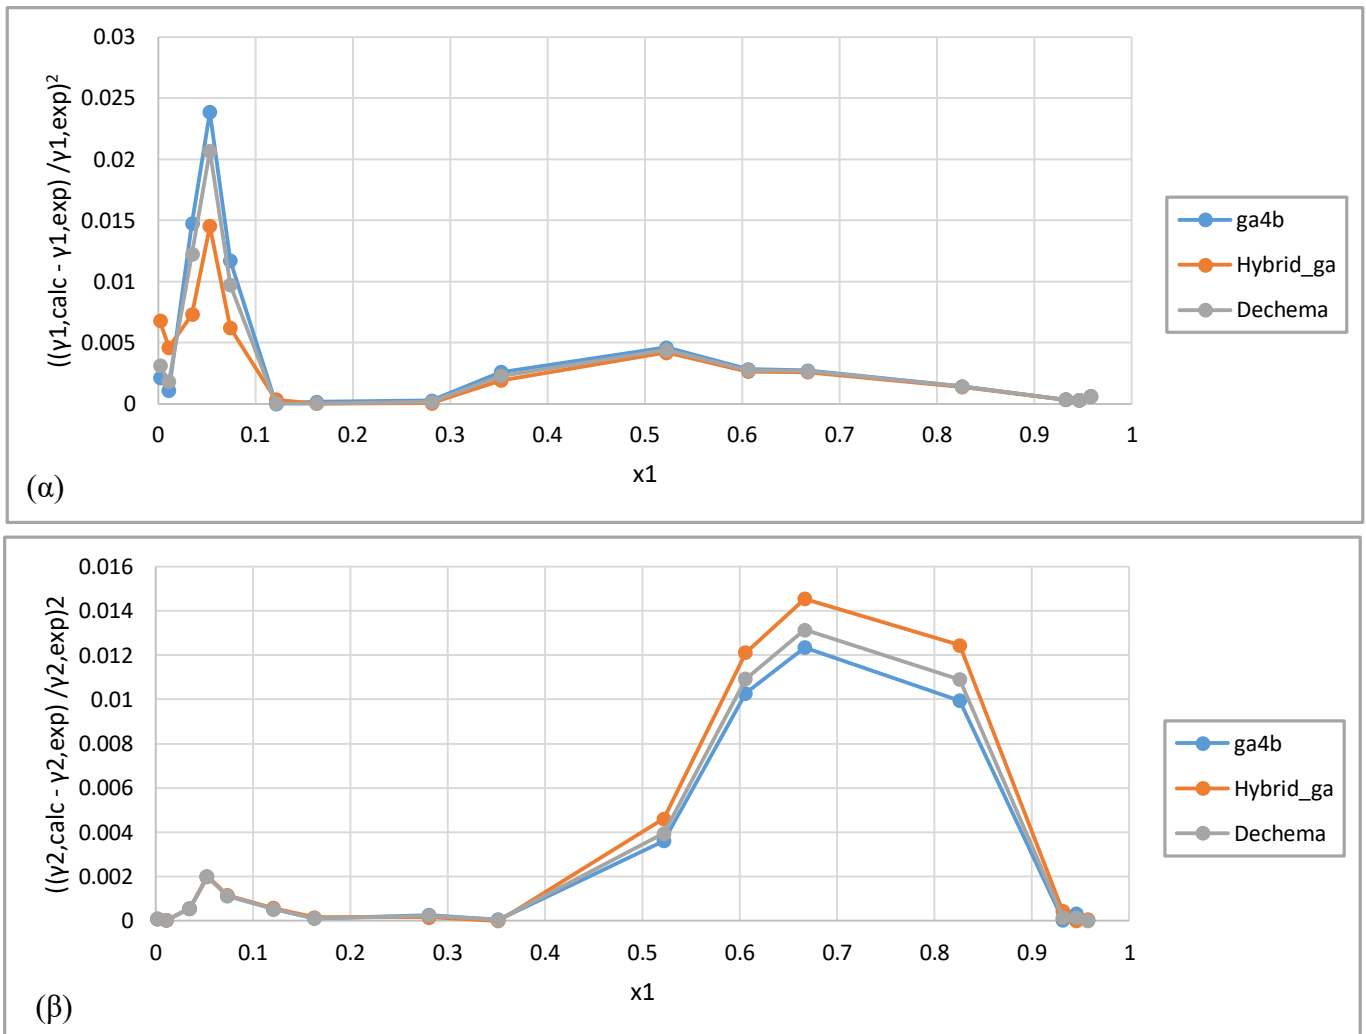 0.03
0.025
0.02
0.015
0.01
0.005
0
((γ1,calc - γ1,exp) /γ1,exp)²
0 0.1 0.2 0.3 0.4 0.5 0.6 0.7 0.8 0.9 1
x1
ga4b
Hybrid_ga
Dechema
(α)
0.016
0.014
0.012
0.01
0.008
0.006
0.004
0.002
0
((γ2,calc - γ2,exp) /γ2,exp)2
0 0.1 0.2 0.3 0.4 0.5 0.6 0.7 0.8 0.9 1
x1
ga4b
Hybrid_ga
Dechema
(β)